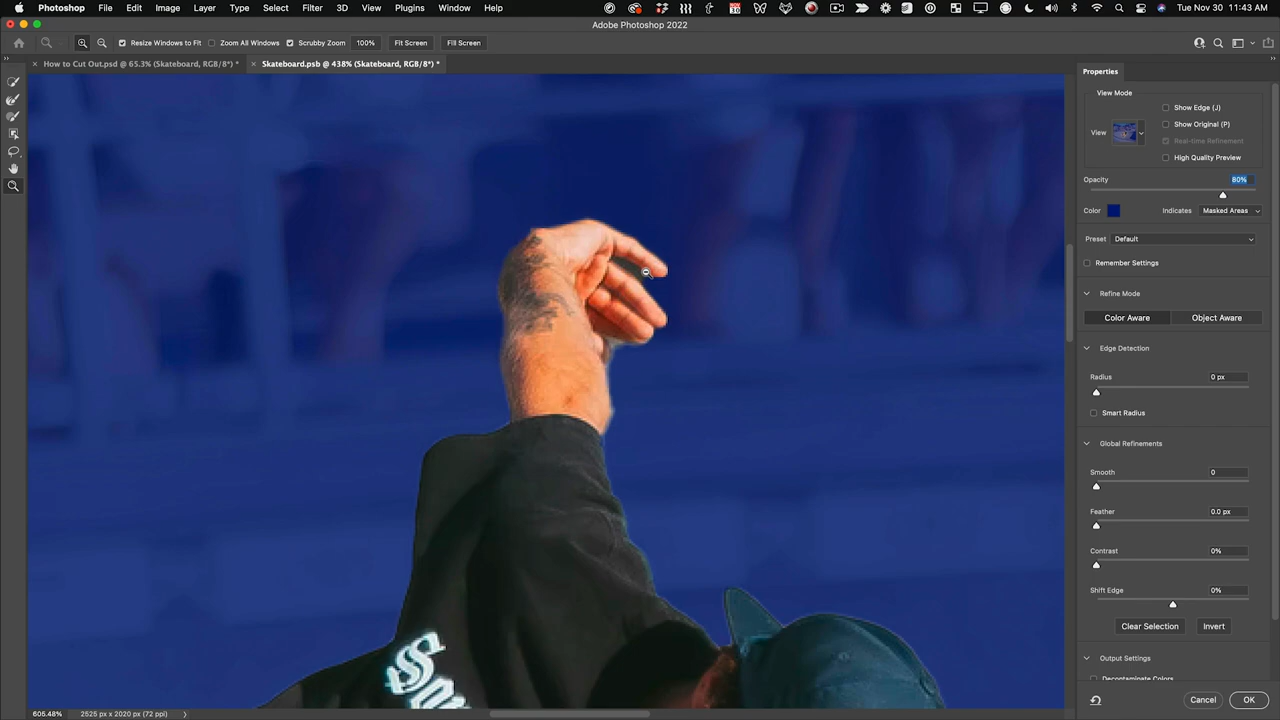 Photoshop File Edit Image Layer Type Select Filter 3D View Plugins Window Help Tue Nov 30 11:43 AM
Adobe Photoshop 2022
Resize Windows to Fit Zoom All Windows Scrubby Zoom 100% Fit Screen Fill Screen
How to Cut Out.psd @ 65.3% (Skateboard, RGB/8*) * Skateboard.psb @ 438% (Skateboard, RGB/8*) *
Properties
View Mode
Show Edge (J)
Show Original (P)
View
Real-time Refinement
High Quality Preview
Opacity 80%
Color Indicates Masked Areas
Preset Default
Remember Settings
Refine Mode
Color Aware Object Aware
Edge Detection
Radius 0 px
Smart Radius
Global Refinements
Smooth 0
Feather 0.0 px
Contrast 0%
Shift Edge 0%
Clear Selection Invert
Output Settings
Decontaminate Colors
Cancel OK
605.48% 2525 px x 2020 px (72 ppi)